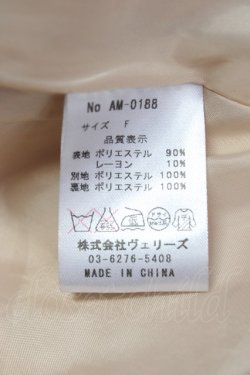 No AM-0188
サイズ F
品質表示
表地 ポリエステル 90%
レーヨン 10%
別地 ポリエステル 100%
裏地 ポリエステル 100%
株式会社ヴェリーズ
03-6276-5408
MADE IN CHINA